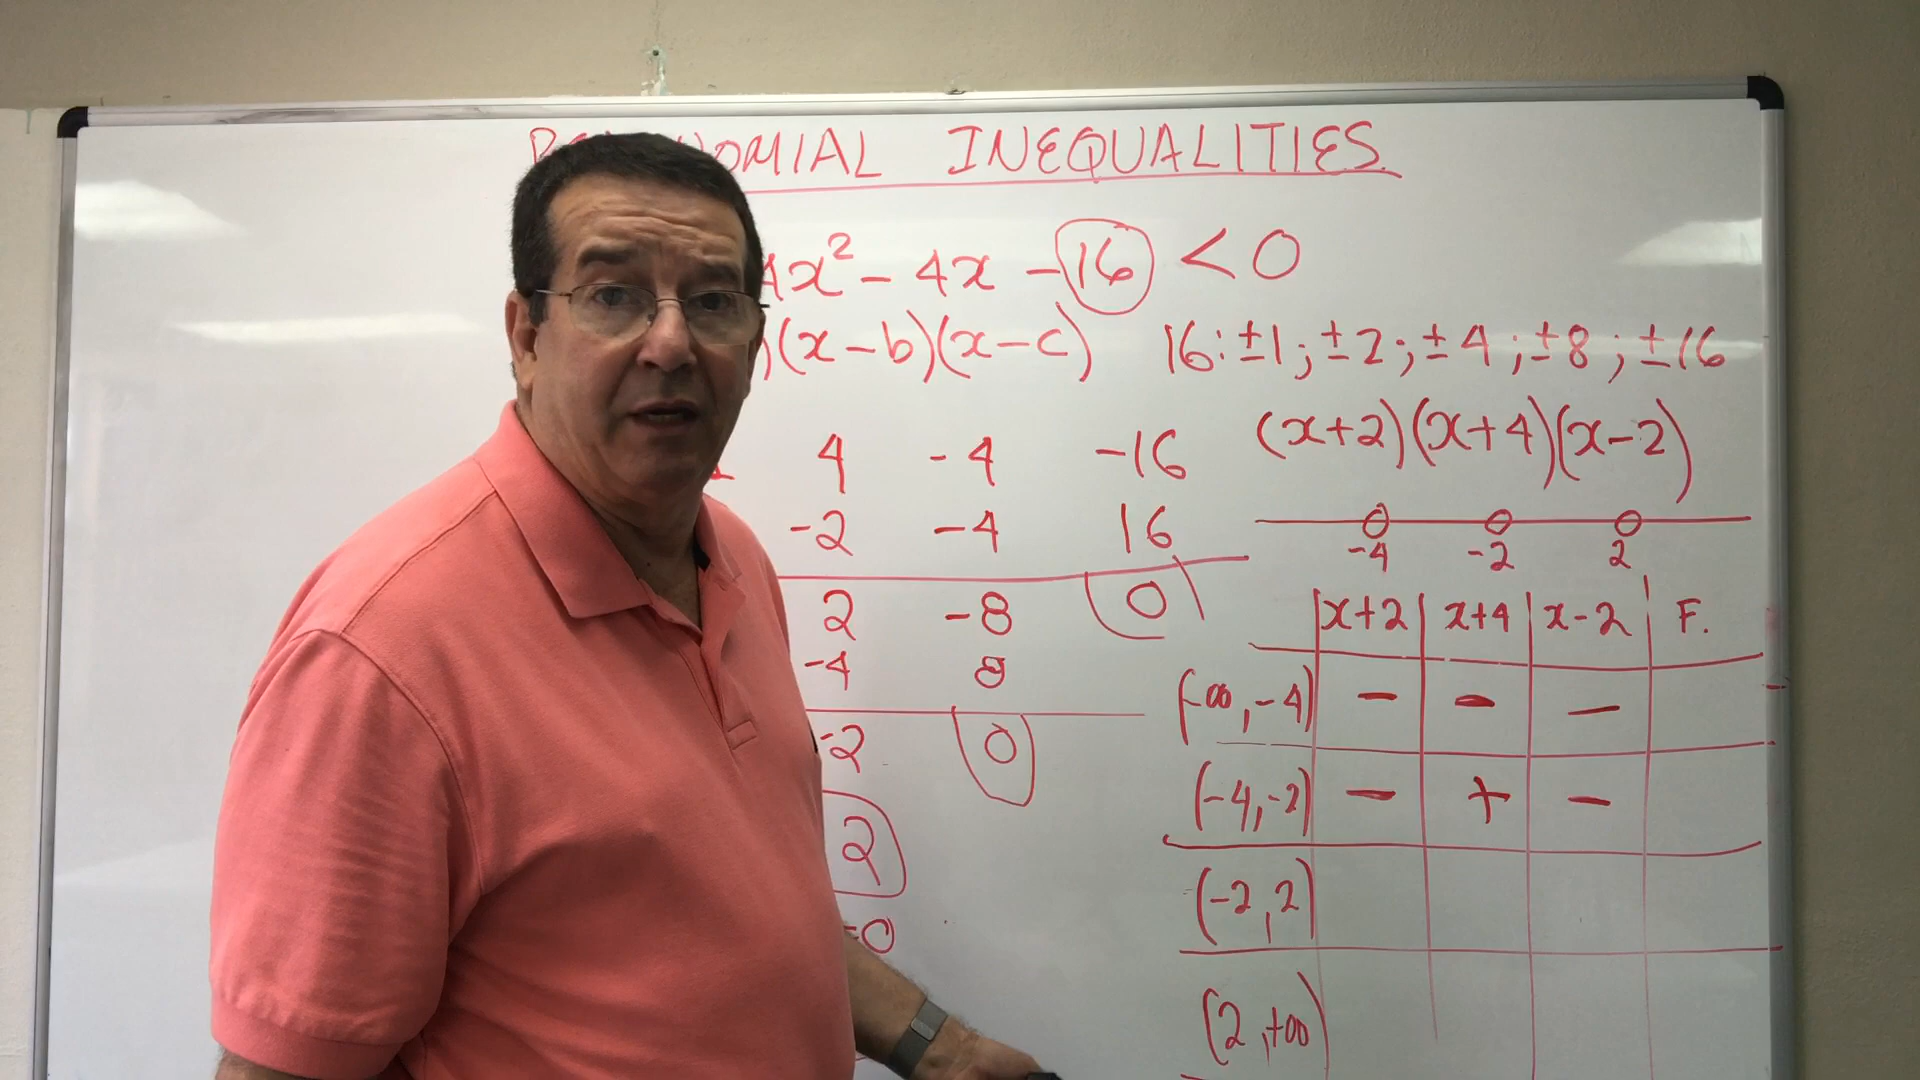 INEQUALITIES.
4x² - 4x - 16 < 0
)(x-b)(x-c)
16: ±1; ±2; ±4; ±8; ±16
4 -4 -16
-2 -4 16
2 -8 0
-4 8
-2 0
2
=0
(x+2)(x+4)(x-2)
-4 -2 2
x+2 x+4 x-2 F.
(-∞,-4) - - -
(-4,-2) - + -
(-2,2)
(2,+∞)